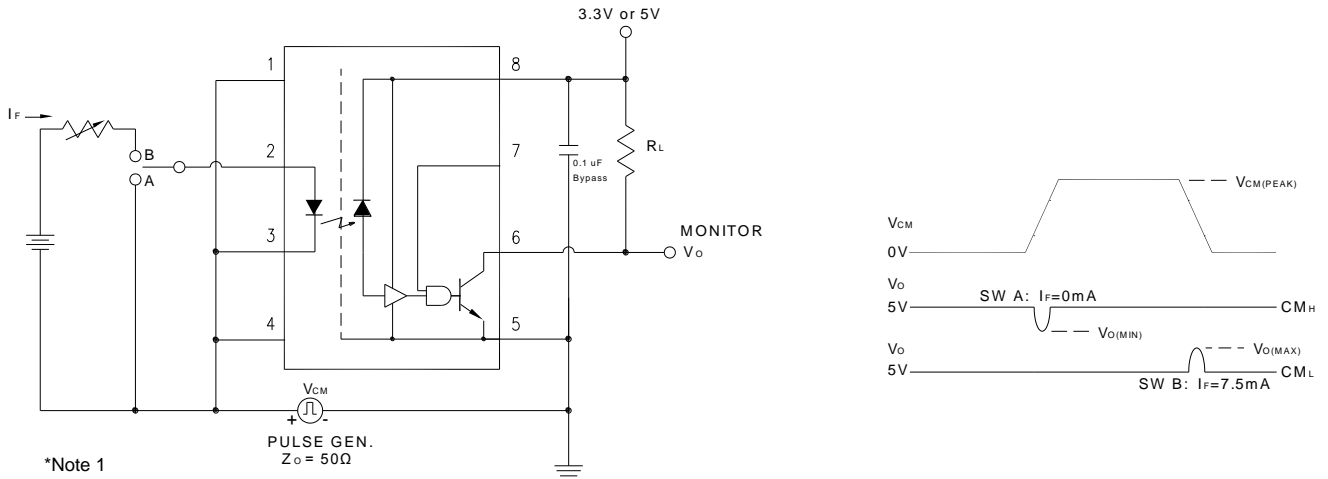 3.3V or 5V
1
8
IF
RL
B
2
7
0.1 uF
Bypass
A
VCM(PEAK)
MONITOR
VCM
3
6
VO
0V
VO
SW A: IF=0mA
5V
CMH
4
5
VO(MIN)
VO
VO(MAX)
5V
CML
VCM
SW B: IF=7.5mA
+
-
PULSE GEN.
ZO = 50Ω
*Note 1